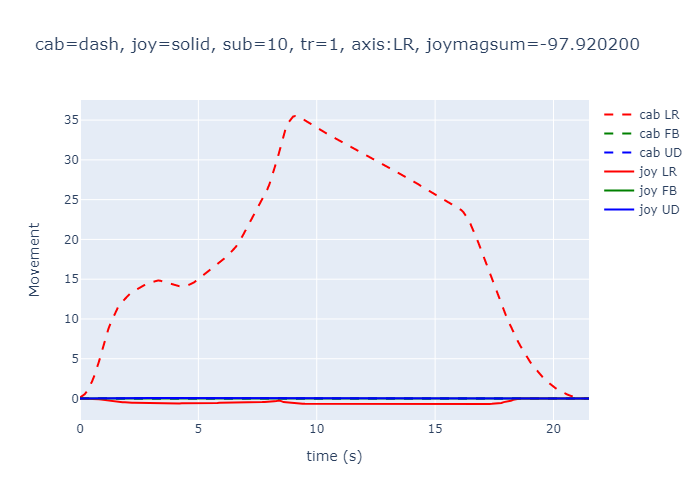 cab=dash, joy=solid, sub=10, tr=1, axis:LR, joymagsum=-97.920200
cab LR
cab FB
cab UD
joy LR
joy FB
joy UD
Movement
35
30
25
20
15
10
5
0
0 5 10 15 20
time (s)